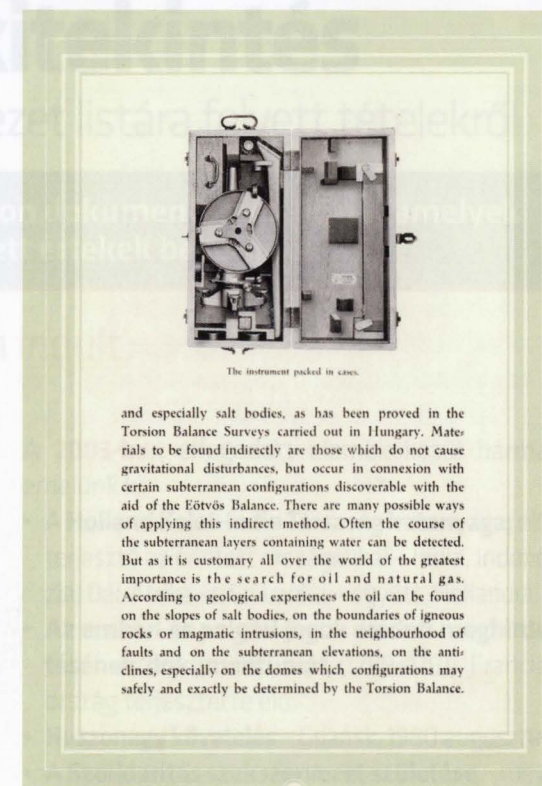 kitekintés
The instrument packed in cases.
and especially salt bodies, as has been proved in the
Torsion Balance Surveys carried out in Hungary. Mate-
rials to be found indirectly are those which do not cause
gravitational disturbances, but occur in connexion with
certain subterranean configurations discoverable with the
aid of the Eötvös Balance. There are many possible ways
of applying this indirect method. Often the course of
the subterranean layers containing water can be detected.
But as it is customary all over the world of the greatest
importance is the search for oil and natural gas.
According to geological experiences the oil can be found
on the slopes of salt bodies, on the boundaries of igneous
rocks or magmatic intrusions, in the neighbourhood of
faults and on the subterranean elevations, on the anti-
clines, especially on the domes which configurations may
safely and exactly be determined by the Torsion Balance.